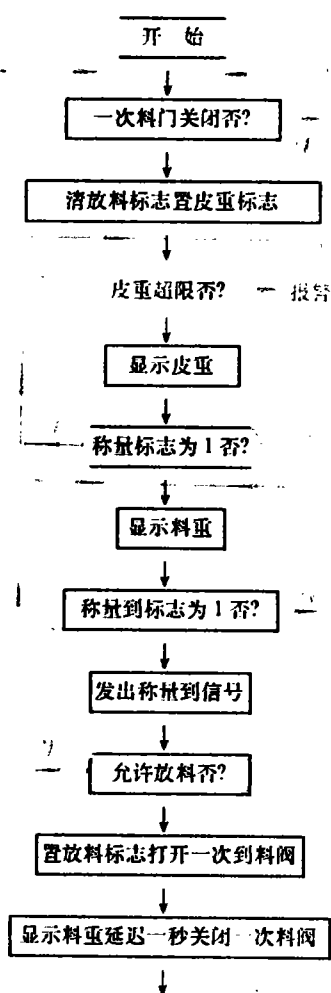 开 始
一次料门关闭否?
清放料标志置皮重标志
皮重超限否?
报警
显示皮重
称量标志为1否?
显示料重
称量到标志为1否?
发出称量到信号
允许放料否?
置放料标志打开一次到料阀
显示料重延迟一秒关闭一次料阀